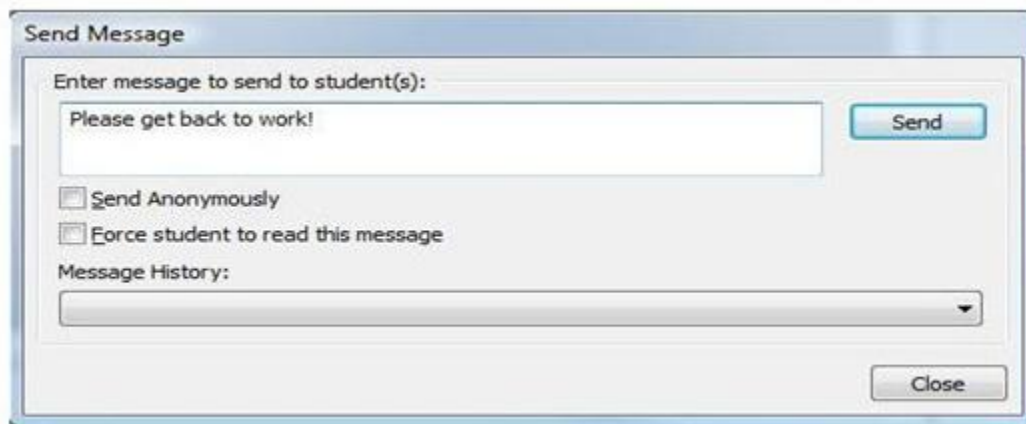 Send Message
Enter message to send to student(s):
Please get back to work!
Send
Send Anonymously
Force student to read this message
Message History:
Close